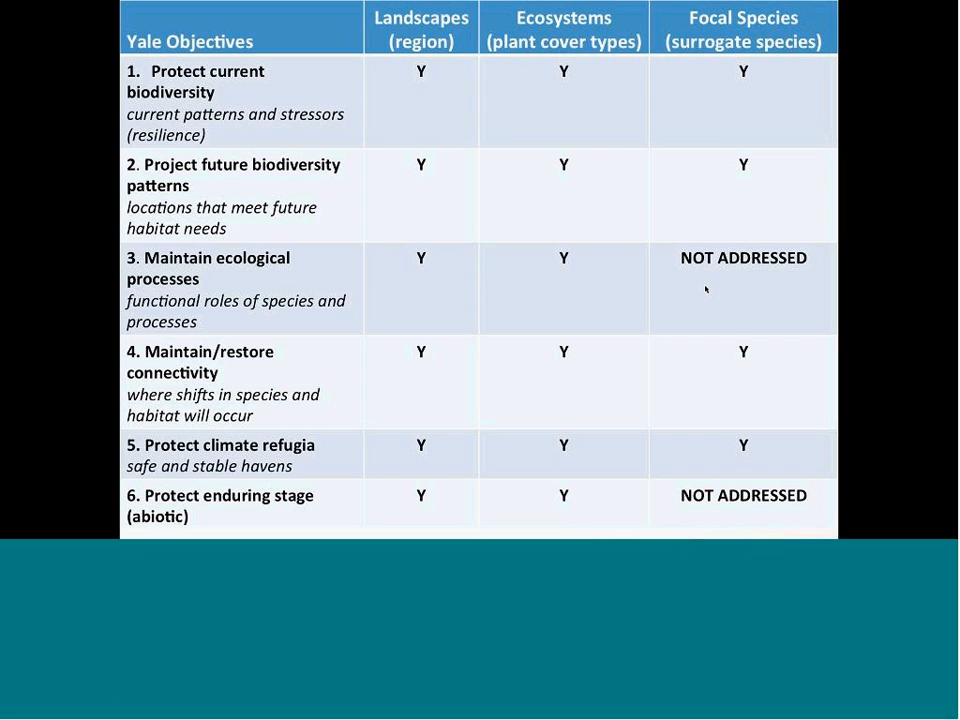 Yale Objectives
Landscapes
(region)
Ecosystems
(plant cover types)
Focal Species
(surrogate species)
1. Protect current
biodiversity
current patterns and stressors
(resilience)
Y
Y
Y
2. Project future biodiversity
patterns
locations that meet future
habitat needs
Y
Y
Y
3. Maintain ecological
processes
functional roles of species and
processes
Y
Y
NOT ADDRESSED
4. Maintain/restore
connectivity
where shifts in species and
habitat will occur
Y
Y
Y
5. Protect climate refugia
safe and stable havens
Y
Y
Y
6. Protect enduring stage
(abiotic)
Y
Y
NOT ADDRESSED